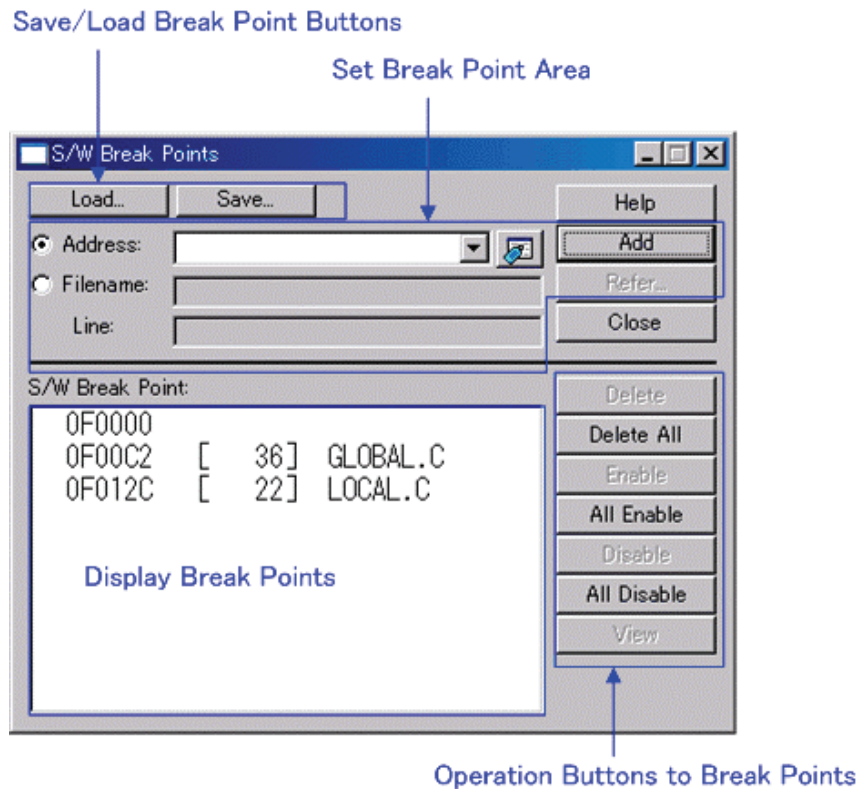 Save/Load Break Point Buttons
Set Break Point Area
S/W Break Points
Load...
Save...
Help
Address:
Add
Filename:
Refer...
Line:
Close
S/W Break Point:
Delete
0F0000
Delete All
0F00C2 [ 36] GLOBAL.C
Enable
0F012C [ 22] LOCAL.C
All Enable
Disable
Display Break Points
All Disable
View
Operation Buttons to Break Points